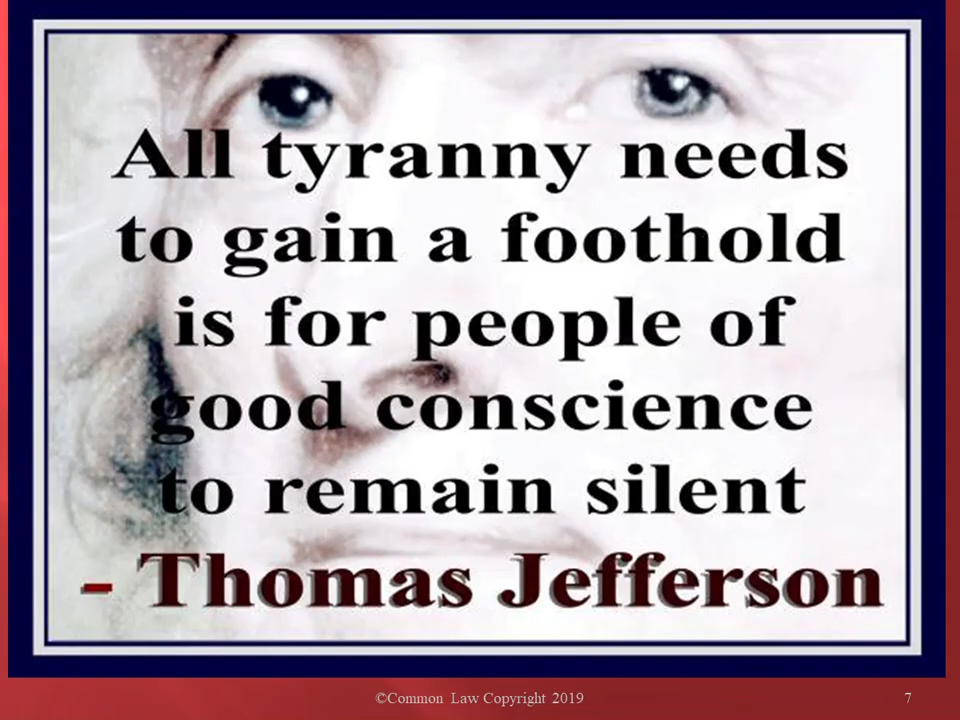 All tyranny needs
to gain a foothold
is for people of
good conscience
to remain silent
- Thomas Jefferson
©Common Law Copyright 2019
7